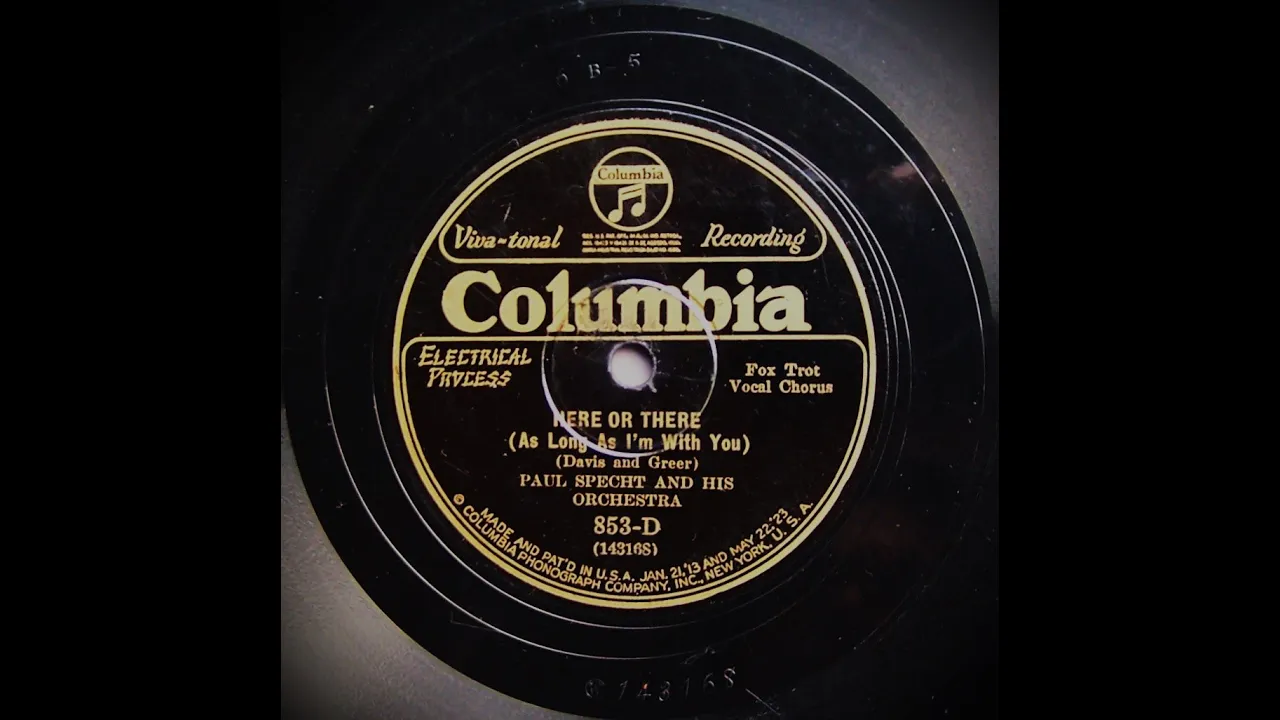 B-5
Columbia
Viva-tonal Recording
Columbia
ELECTRICAL
PROCESS
Fox Trot
Vocal Chorus
HERE OR THERE
(As Long As I'm With You)
(Davis and Greer)
PAUL SPECHT AND HIS
ORCHESTRA
853-D
(143168)
MADE AND PAT'D IN U.S.A. JAN. 21,'13 AND MAY 22,'23
© COLUMBIA PHONOGRAPH COMPANY, INC., NEW YORK, U.S.A.
143168